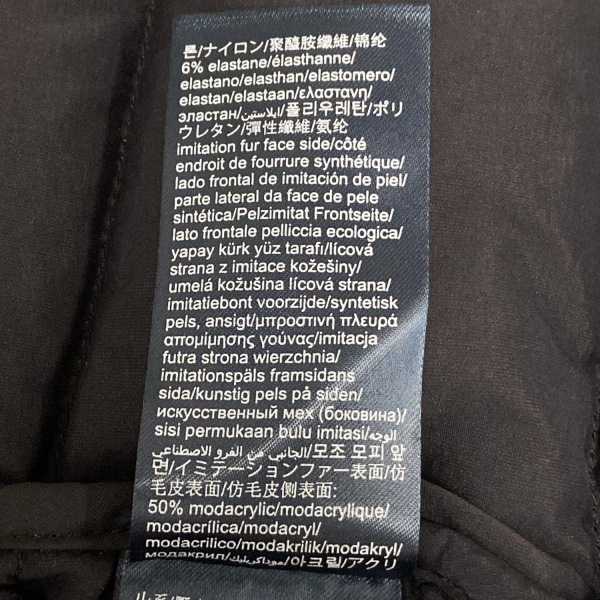 론/ナイロン/聚醯胺纖維/锦纶
6% elastane/élasthanne/
elastano/elasthan/elastomero/
elastan/elastaan/ελαστανη/
эластан/ايلاستين/폴리우레탄/ポリ
ウレタン/彈性纖維/氨纶
imitation fur face side/côté
endroit de fourrure synthétique/
lado frontal de imitación de piel/
parte lateral da face de pele
sintética/Pelzimitat Frontseite/
lato frontale pelliccia ecologica/
yapay kürk yüz tarafı/lícová
strana z imitace kožešiny/
umelá kožušina lícová strana/
imitatiebont voorzijde/syntetisk
pels, ansigt/μπροστινή πλευρά
απομίμησης γούνας/imitacja
futra strona wierzchnia/
imitationspäls framsidans
sida/kunstig pels på siden/
искусственный мех (боковина)/
sisi permukaan bulu imitasi/الوجه
الجانبي من الفرو الاصطناعي/모조 모피 앞
면/イミテーションファー表面/仿
毛皮表面/仿毛皮侧表面:
50% modacrylic/modacrylique/
modacrílica/modacryl/
modacrilico/modakrilik/modakryl/
модакрил/موداكريليك/아크릴/アクリ